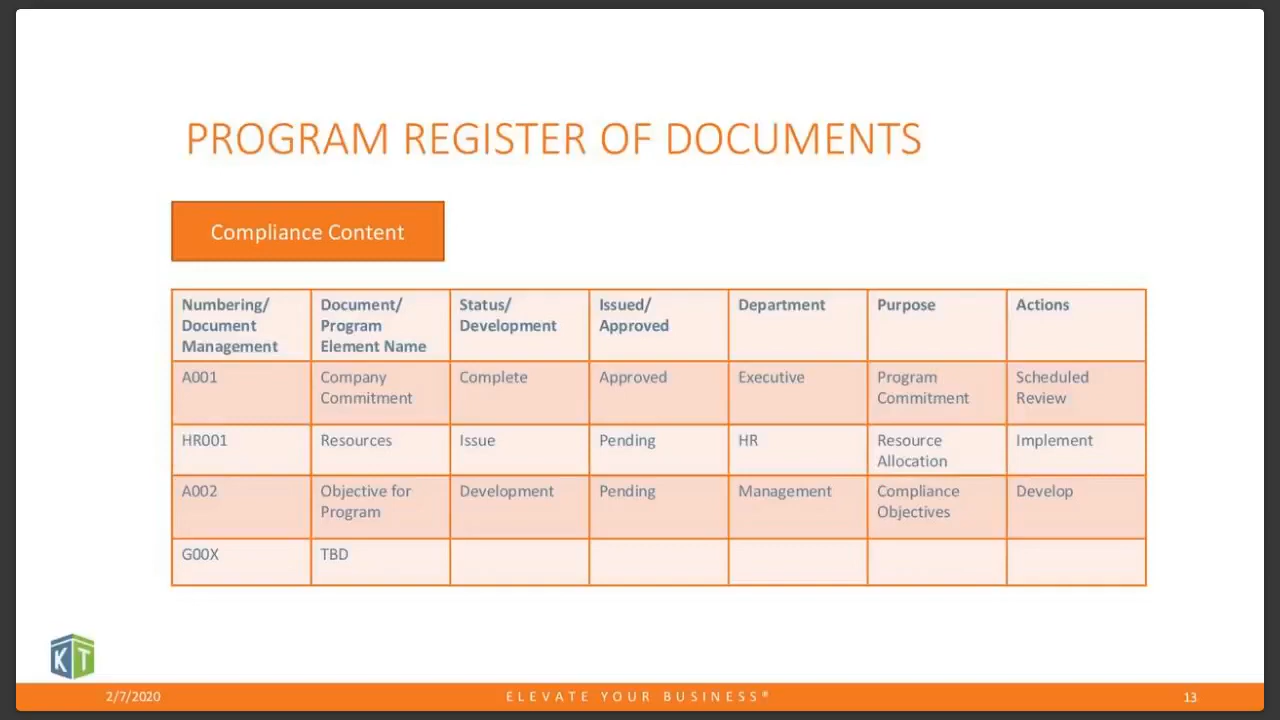 PROGRAM REGISTER OF DOCUMENTS
Compliance Content
Numbering/ Document/ Status/ Issued/ Department Purpose Actions
Document Program Development Approved
Management Element Name
A001 Company Complete Approved Executive Program Scheduled
Commitment Commitment Review
HR001 Resources Issue Pending HR Resource Implement
Allocation
A002 Objective for Development Pending Management Compliance Develop
Program Objectives
G00X TBD
KT
2/7/2020 ELEVATE YOUR BUSINESS® 13